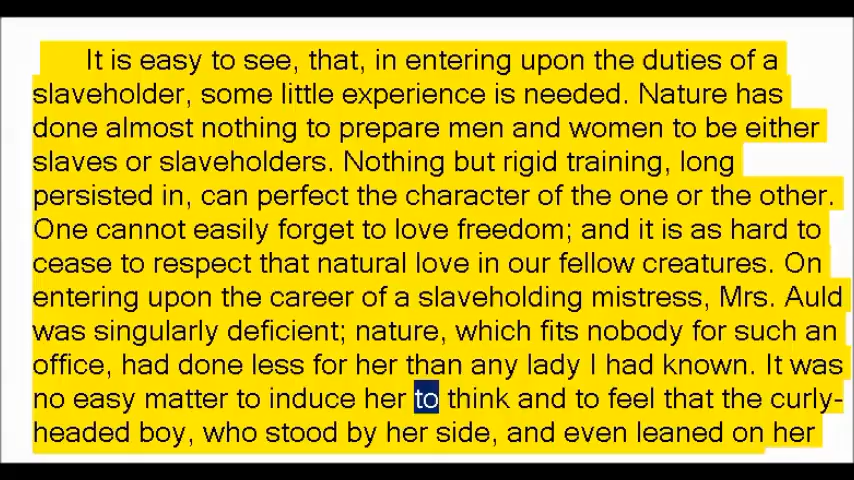 It is easy to see, that, in entering upon the duties of a
slaveholder, some little experience is needed. Nature has
done almost nothing to prepare men and women to be either
slaves or slaveholders. Nothing but rigid training, long
persisted in, can perfect the character of the one or the other.
One cannot easily forget to love freedom; and it is as hard to
cease to respect that natural love in our fellow creatures. On
entering upon the career of a slaveholding mistress, Mrs. Auld
was singularly deficient; nature, which fits nobody for such an
office, had done less for her than any lady I had known. It was
no easy matter to induce her to think and to feel that the curly-
headed boy, who stood by her side, and even leaned on her